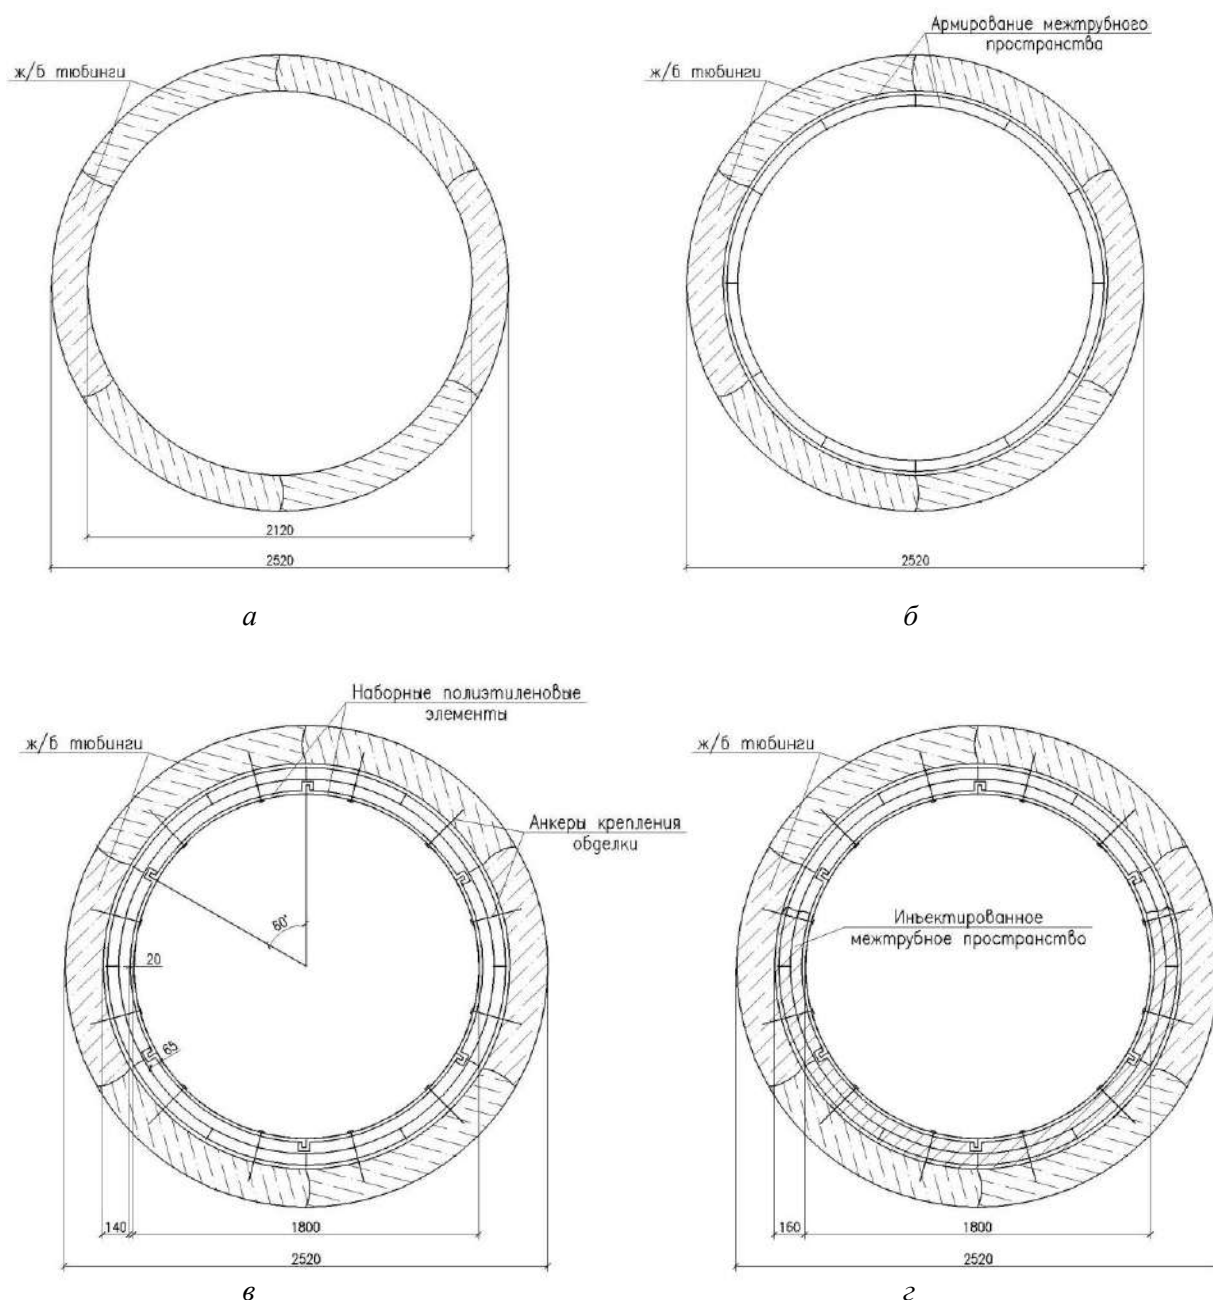 ж/б тюбинги
2120
2520
а
Армирование межтрубного
пространства
ж/б тюбинги
2520
б
Наборные полиэтиленовые
элементы
ж/б тюбинги
Анкеры крепления
обделки
60°
20
65
140
1800
2520
в
ж/б тюбинги
Инъектированное
межтрубное пространство
160
1800
2520
г